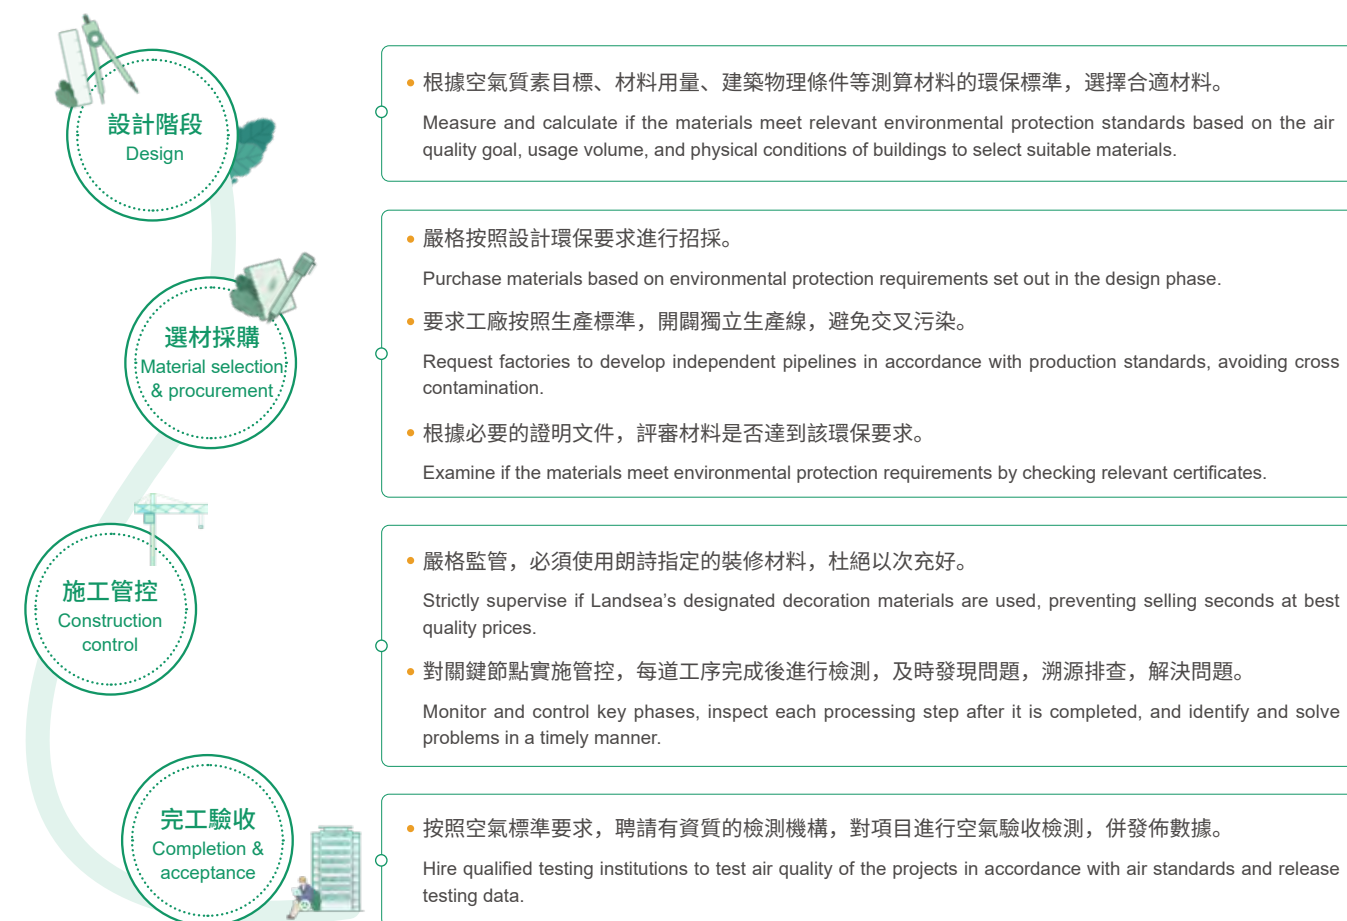 設計階段
Design
根據空氣質素目標、材料用量、建築物理條件等測算材料的環保標準，選擇合適材料。
Measure and calculate if the materials meet relevant environmental protection standards based on the air
quality goal, usage volume, and physical conditions of buildings to select suitable materials.
選材採購
Material selection
& procurement
嚴格按照設計環保要求進行招採。
Purchase materials based on environmental protection requirements set out in the design phase.
要求工廠按照生產標準，開闢獨立生產線，避免交叉污染。
Request factories to develop independent pipelines in accordance with production standards, avoiding cross
contamination.
根據必要的證明文件，評審材料是否達到該環保要求。
Examine if the materials meet environmental protection requirements by checking relevant certificates.
施工管控
Construction
control
嚴格監管，必須使用朗詩指定的裝修材料，杜絕以次充好。
Strictly supervise if Landsea’s designated decoration materials are used, preventing selling seconds at best
quality prices.
對關鍵節點實施管控，每道工序完成後進行檢測，及時發現問題，溯源排查，解決問題。
Monitor and control key phases, inspect each processing step after it is completed, and identify and solve
problems in a timely manner.
完工驗收
Completion &
acceptance
按照空氣標準要求，聘請有資質的檢測機構，對項目進行空氣驗收檢測，併發佈數據。
Hire qualified testing institutions to test air quality of the projects in accordance with air standards and release
testing data.